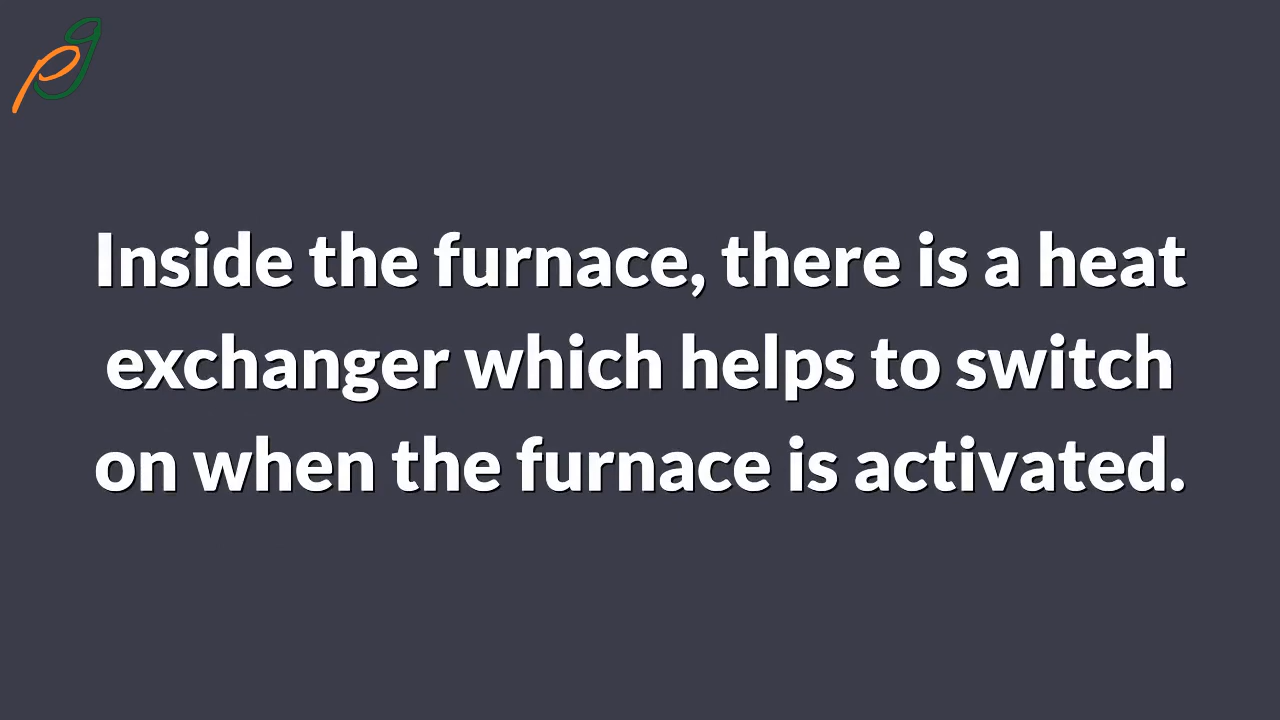 Inside the furnace, there is a heat
exchanger which helps to switch
on when the furnace is activated.